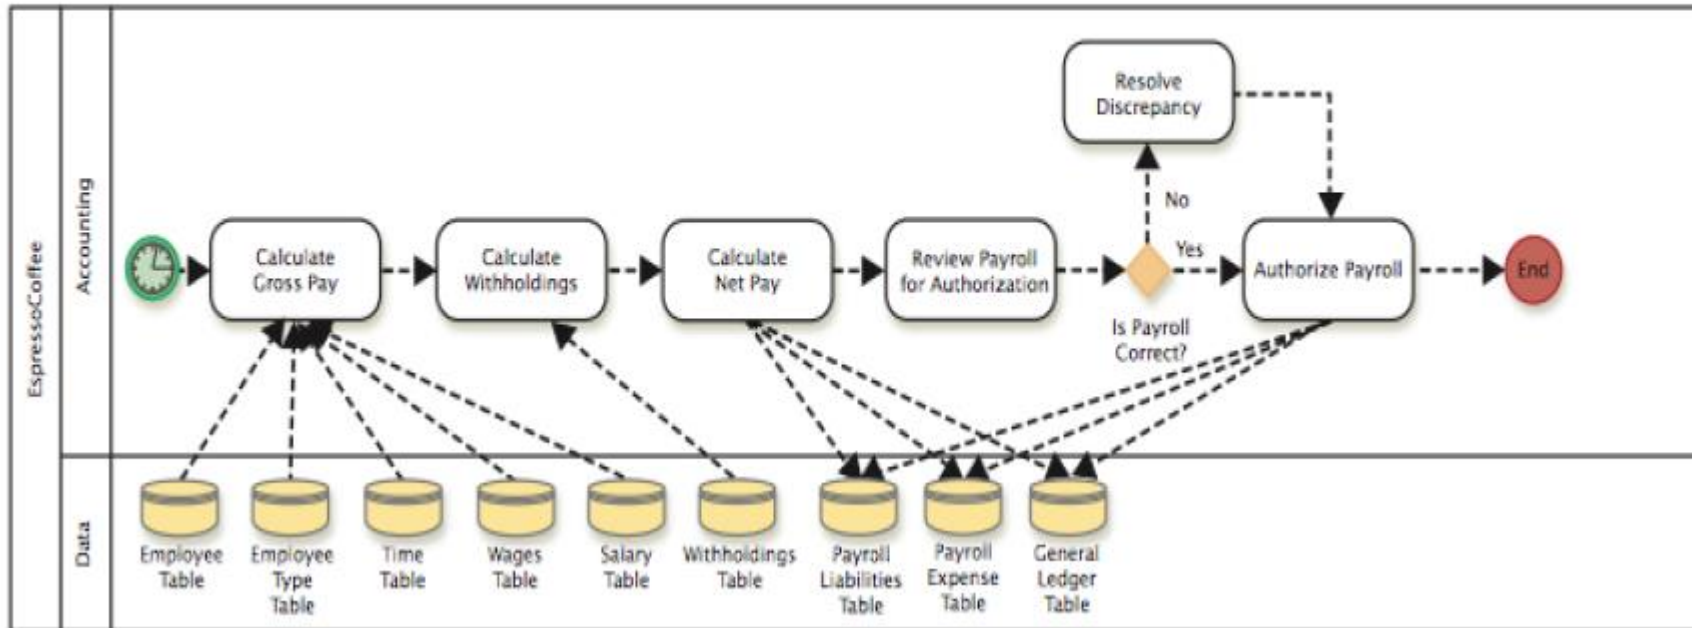 EspressoCoffee
Accounting
Calculate
Gross Pay
Calculate
Withholdings
Calculate
Net Pay
Review Payroll
for Authorization
Is Payroll
Correct?
No
Yes
Resolve
Discrepancy
Authorize Payroll
End
Data
Employee
Table
Employee
Type
Table
Time
Table
Wages
Table
Salary
Table
Withholdings
Table
Payroll
Liabilities
Table
Payroll
Expense
Table
General
Ledger
Table